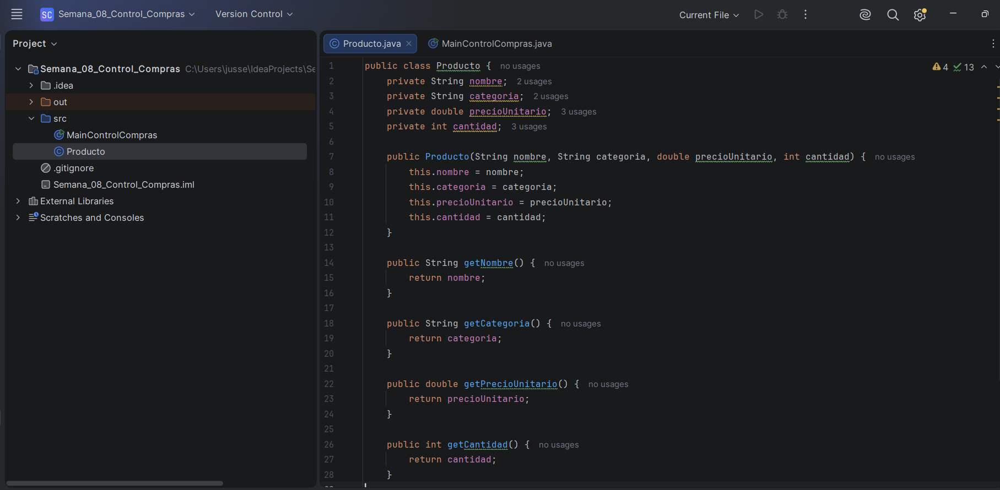 SC Semana_08_Control_Compras Version Control Current File
Project
Semana_08_Control_Compras C:\Users\jusse\IdeaProjects\Se
.idea
out
src
MainControlCompras
Producto
.gitignore
Semana_08_Control_Compras.iml
External Libraries
Scratches and Consoles
Producto.java MainControlCompras.java
4 13
1 public class Producto { no usages
2 private String nombre; 2 usages
3 private String categoria; 2 usages
4 private double precioUnitario; 3 usages
5 private int cantidad; 3 usages
6
7 public Producto(String nombre, String categoria, double precioUnitario, int cantidad) { no usages
8 this.nombre = nombre;
9 this.categoria = categoria;
10 this.precioUnitario = precioUnitario;
11 this.cantidad = cantidad;
12 }
13
14 public String getNombre() { no usages
15 return nombre;
16 }
17
18 public String getCategoria() { no usages
19 return categoria;
20 }
21
22 public double getPrecioUnitario() { no usages
23 return precioUnitario;
24 }
25
26 public int getCantidad() { no usages
27 return cantidad;
28 }